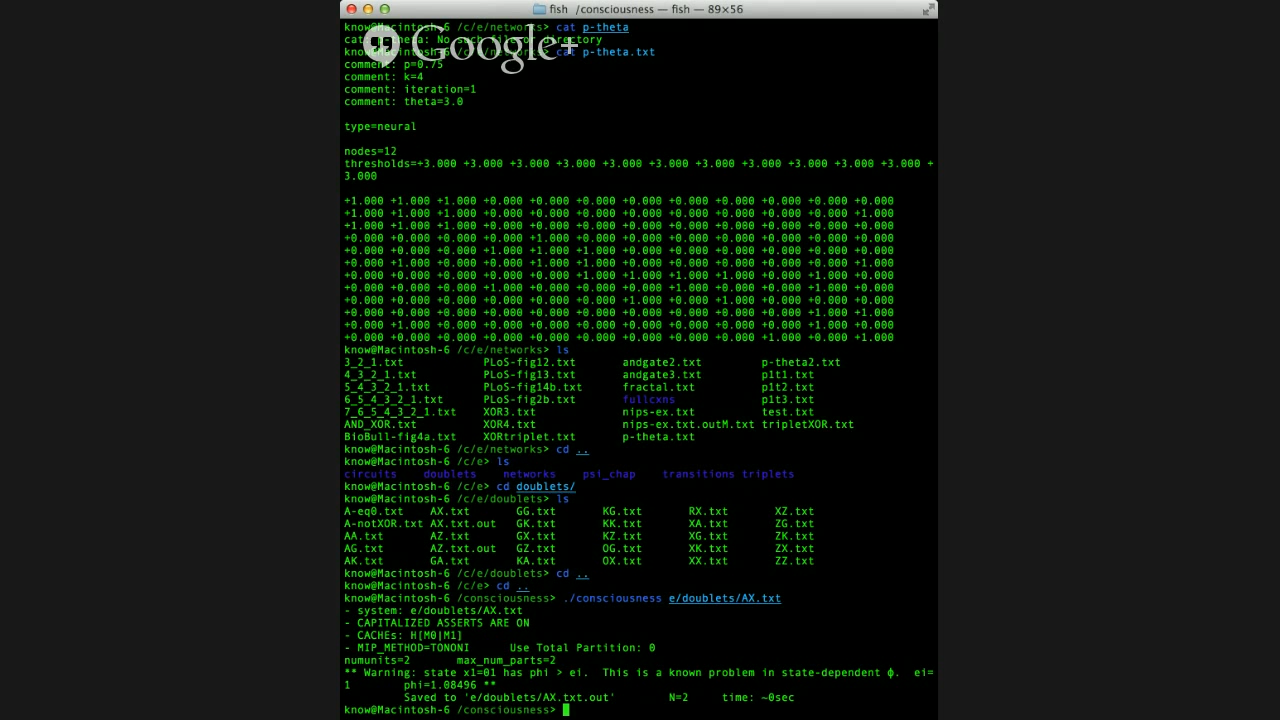 fish /consciousness — fish — 89×56
know@Macintosh-6 /c/e/networks> cat p-theta
cat: p-theta: No such file or directory
Google+
know@Macintosh-6 /c/e/networks> cat p-theta.txt
comment: p=0.75
comment: k=4
comment: iteration=1
comment: theta=3.0
type=neural
nodes=12
thresholds=+3.000 +3.000 +3.000 +3.000 +3.000 +3.000 +3.000 +3.000 +3.000 +3.000 +3.000 +
3.000
+1.000 +1.000 +1.000 +0.000 +0.000 +0.000 +0.000 +0.000 +0.000 +0.000 +0.000 +0.000
+1.000 +1.000 +1.000 +0.000 +0.000 +0.000 +0.000 +0.000 +0.000 +0.000 +0.000 +1.000
+1.000 +1.000 +1.000 +0.000 +0.000 +0.000 +0.000 +0.000 +0.000 +0.000 +0.000 +0.000
+0.000 +0.000 +0.000 +0.000 +1.000 +0.000 +0.000 +0.000 +0.000 +0.000 +0.000 +0.000
+0.000 +0.000 +0.000 +1.000 +1.000 +1.000 +0.000 +0.000 +0.000 +0.000 +0.000 +0.000
+0.000 +1.000 +0.000 +0.000 +1.000 +0.000 +0.000 +0.000 +0.000 +0.000 +0.000 +1.000
+0.000 +0.000 +0.000 +0.000 +0.000 +1.000 +1.000 +1.000 +1.000 +0.000 +1.000 +0.000
+0.000 +0.000 +0.000 +1.000 +0.000 +0.000 +0.000 +1.000 +0.000 +0.000 +1.000 +0.000
+0.000 +0.000 +0.000 +0.000 +0.000 +0.000 +1.000 +0.000 +1.000 +0.000 +0.000 +0.000
+0.000 +0.000 +0.000 +0.000 +0.000 +0.000 +0.000 +0.000 +0.000 +0.000 +1.000 +1.000
+0.000 +1.000 +0.000 +0.000 +0.000 +0.000 +0.000 +0.000 +0.000 +0.000 +1.000 +0.000
+0.000 +0.000 +0.000 +0.000 +0.000 +0.000 +0.000 +0.000 +0.000 +1.000 +0.000 +1.000
know@Macintosh-6 /c/e/networks> ls
3_2_1.txt PLoS-fig12.txt andgate2.txt p-theta2.txt
4_3_2_1.txt PLoS-fig13.txt andgate3.txt p1t1.txt
5_4_3_2_1.txt PLoS-fig14b.txt fractal.txt p1t2.txt
6_5_4_3_2_1.txt PLoS-fig2b.txt fullcxns p1t3.txt
7_6_5_4_3_2_1.txt XOR3.txt nips-ex.txt test.txt
AND_XOR.txt XOR4.txt nips-ex.txt.outM.txt tripletXOR.txt
BioBull-fig4a.txt XORtriplet.txt p-theta.txt
know@Macintosh-6 /c/e/networks> cd ..
know@Macintosh-6 /c/e> ls
circuits doublets networks psi_chap transitions triplets
know@Macintosh-6 /c/e> cd doublets/
know@Macintosh-6 /c/e/doublets> ls
A-eq0.txt AX.txt GG.txt KG.txt RX.txt XZ.txt
A-notXOR.txt AX.txt.out GK.txt KK.txt XA.txt ZG.txt
AA.txt AZ.txt GX.txt KZ.txt XG.txt ZK.txt
AG.txt AZ.txt.out GZ.txt OG.txt XK.txt ZX.txt
AK.txt GA.txt KA.txt OX.txt XX.txt ZZ.txt
know@Macintosh-6 /c/e/doublets> cd ..
know@Macintosh-6 /c/e> cd ..
know@Macintosh-6 /consciousness> ./consciousness e/doublets/AX.txt
- system: e/doublets/AX.txt
- CAPITALIZED ASSERTS ARE ON
- CACHEs: H[M0|M1]
- MIP_METHOD=TONONI Use Total Partition: 0
numunits=2 max_num_parts=2
** Warning: state x1=01 has phi > ei. This is a known problem in state-dependent ϕ. ei=
1 phi=1.08496 **
Saved to 'e/doublets/AX.txt.out' N=2 time: ~0sec
know@Macintosh-6 /consciousness>